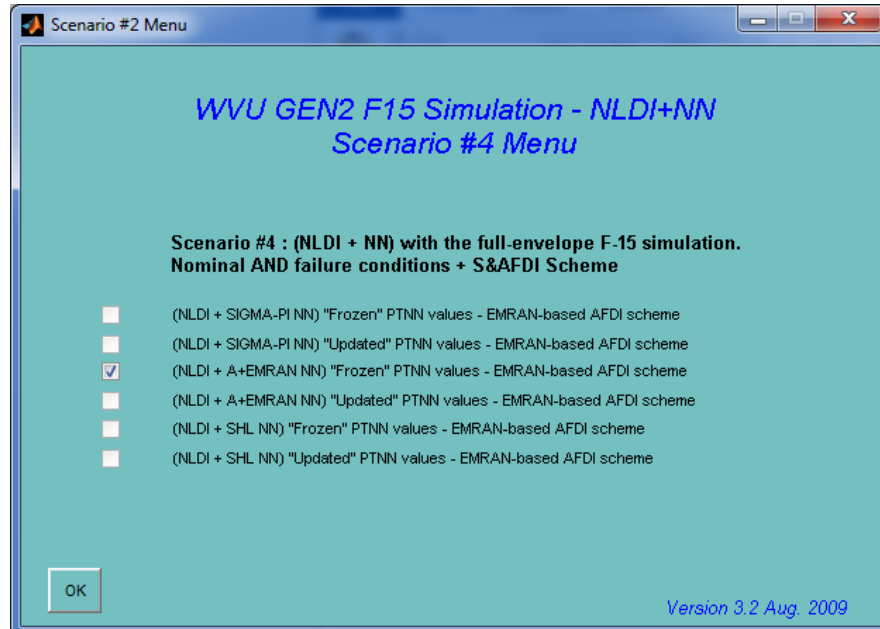 Scenario #2 Menu
WVU GEN2 F15 Simulation - NLDI+NN
Scenario #4 Menu
Scenario #4 : (NLDI + NN) with the full-envelope F-15 simulation.
Nominal AND failure conditions + S&AFDI Scheme
(NLDI + SIGMA-PI NN) "Frozen" PTNN values - EMRAN-based AFDI scheme
(NLDI + SIGMA-PI NN) "Updated" PTNN values - EMRAN-based AFDI scheme
(NLDI + A+EMRAN NN) "Frozen" PTNN values - EMRAN-based AFDI scheme
(NLDI + A+EMRAN NN) "Updated" PTNN values - EMRAN-based AFDI scheme
(NLDI + SHL NN) "Frozen" PTNN values - EMRAN-based AFDI scheme
(NLDI + SHL NN) "Updated" PTNN values - EMRAN-based AFDI scheme
OK
Version 3.2 Aug. 2009